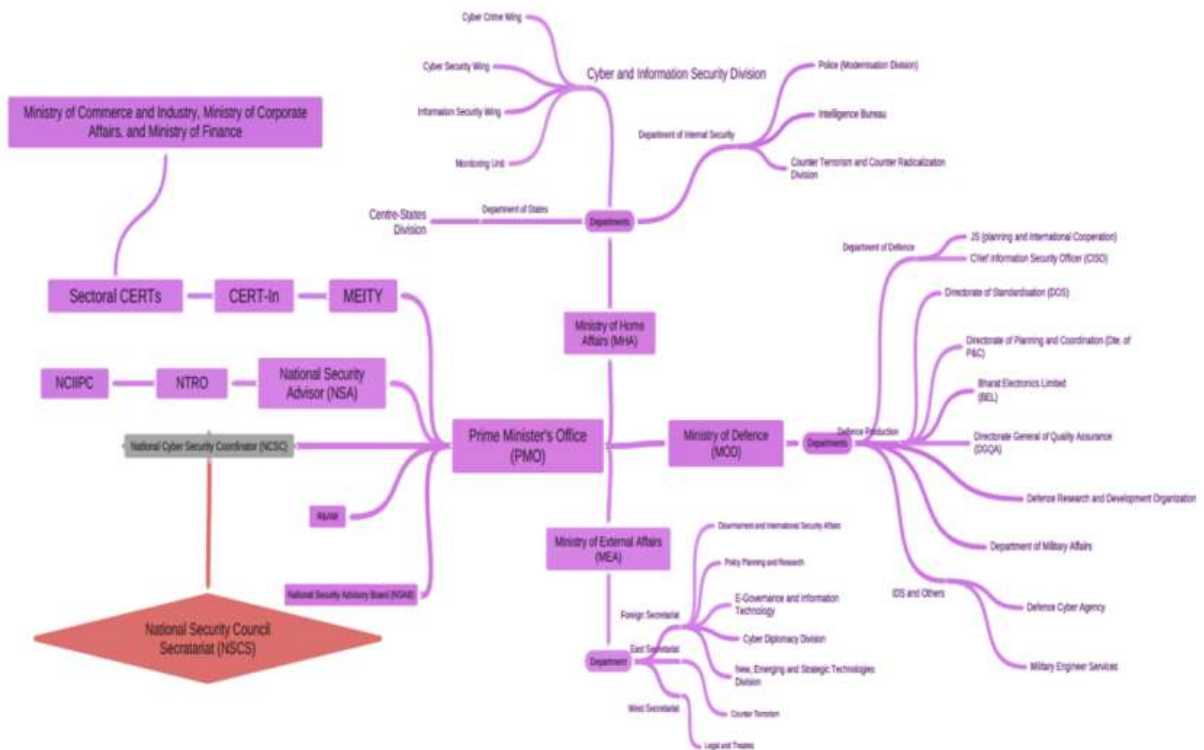 Cyber Crime Wing
Cyber Security Wing
Information Security Wing
Monitoring Unit
Cyber and Information Security Division
Police (Modernisation Division)
Intelligence Bureau
Counter Terrorism and Counter Radicalization
Division
Department of Internal Security
Ministry of Commerce and Industry, Ministry of Corporate
Affairs, and Ministry of Finance
Centre-States
Division
Department of States
Departments
Sectoral CERTs
CERT-In
MEITY
Ministry of Home
Affairs (MHA)
NCIIPC
NTRO
National Security
Advisor (NSA)
National Cyber Security Coordinator (NCSC)
Prime Minister's Office
(PMO)
R&AW
National Security Advisory Board (NSAB)
National Security Council
Secratariat (NSCS)
Ministry of Defence
(MOD)
Departments
Department of Defence
JS (planning and International Cooperation)
Chief Information Security Officer (CISO)
Directorate of Standardisation (DOS)
Directorate of Planning and Coordination (Dte. of
P&C)
Bharat Electronics Limited
(BEL)
Defence Production
Directorate General of Quality Assurance
(DGQA)
Defence Research and Development Organization
Department of Military Affairs
IDS and Others
Defence Cyber Agency
Military Engineer Services
Ministry of External Affairs
(MEA)
Department
Foreign Secretariat
Disarmament and International Security Affairs
Policy Planning and Research
E-Governance and Information
Technology
Cyber Diplomacy Division
New, Emerging and Strategic Technologies
Division
East Secretariat
Counter Terrorism
West Secretariat
Legal and Treaties